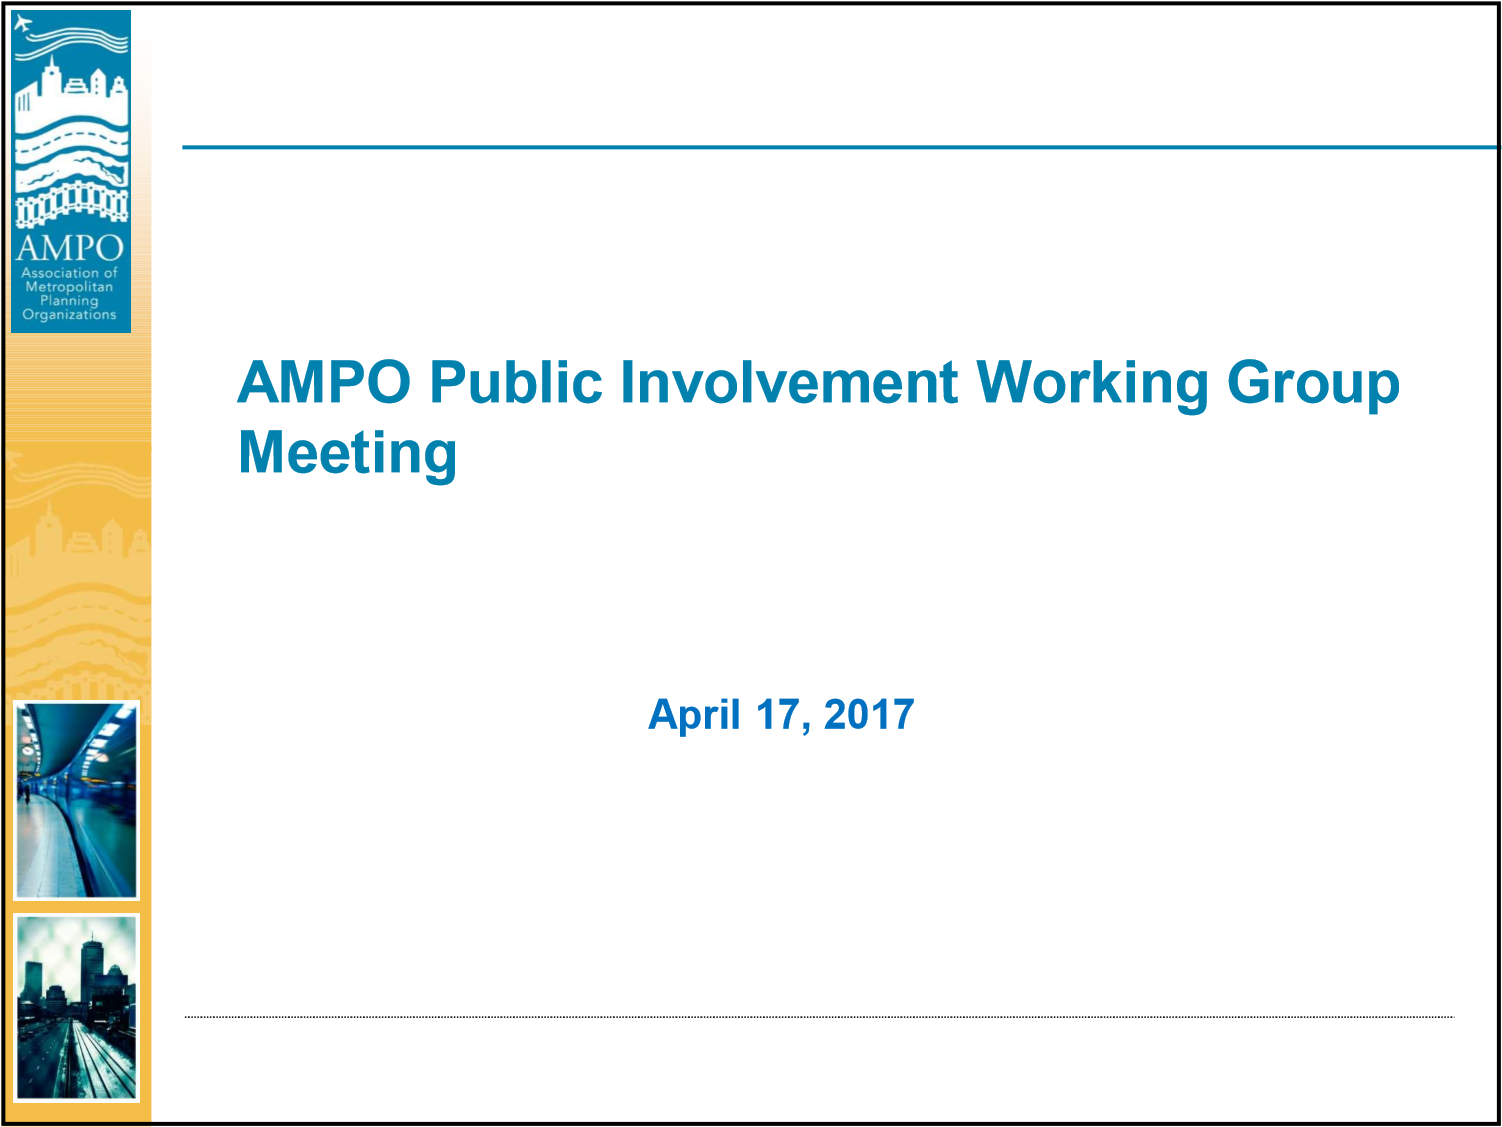 AMPO
Association of
Metropolitan
Planning
Organizations
AMPO Public Involvement Working Group
Meeting
April 17, 2017